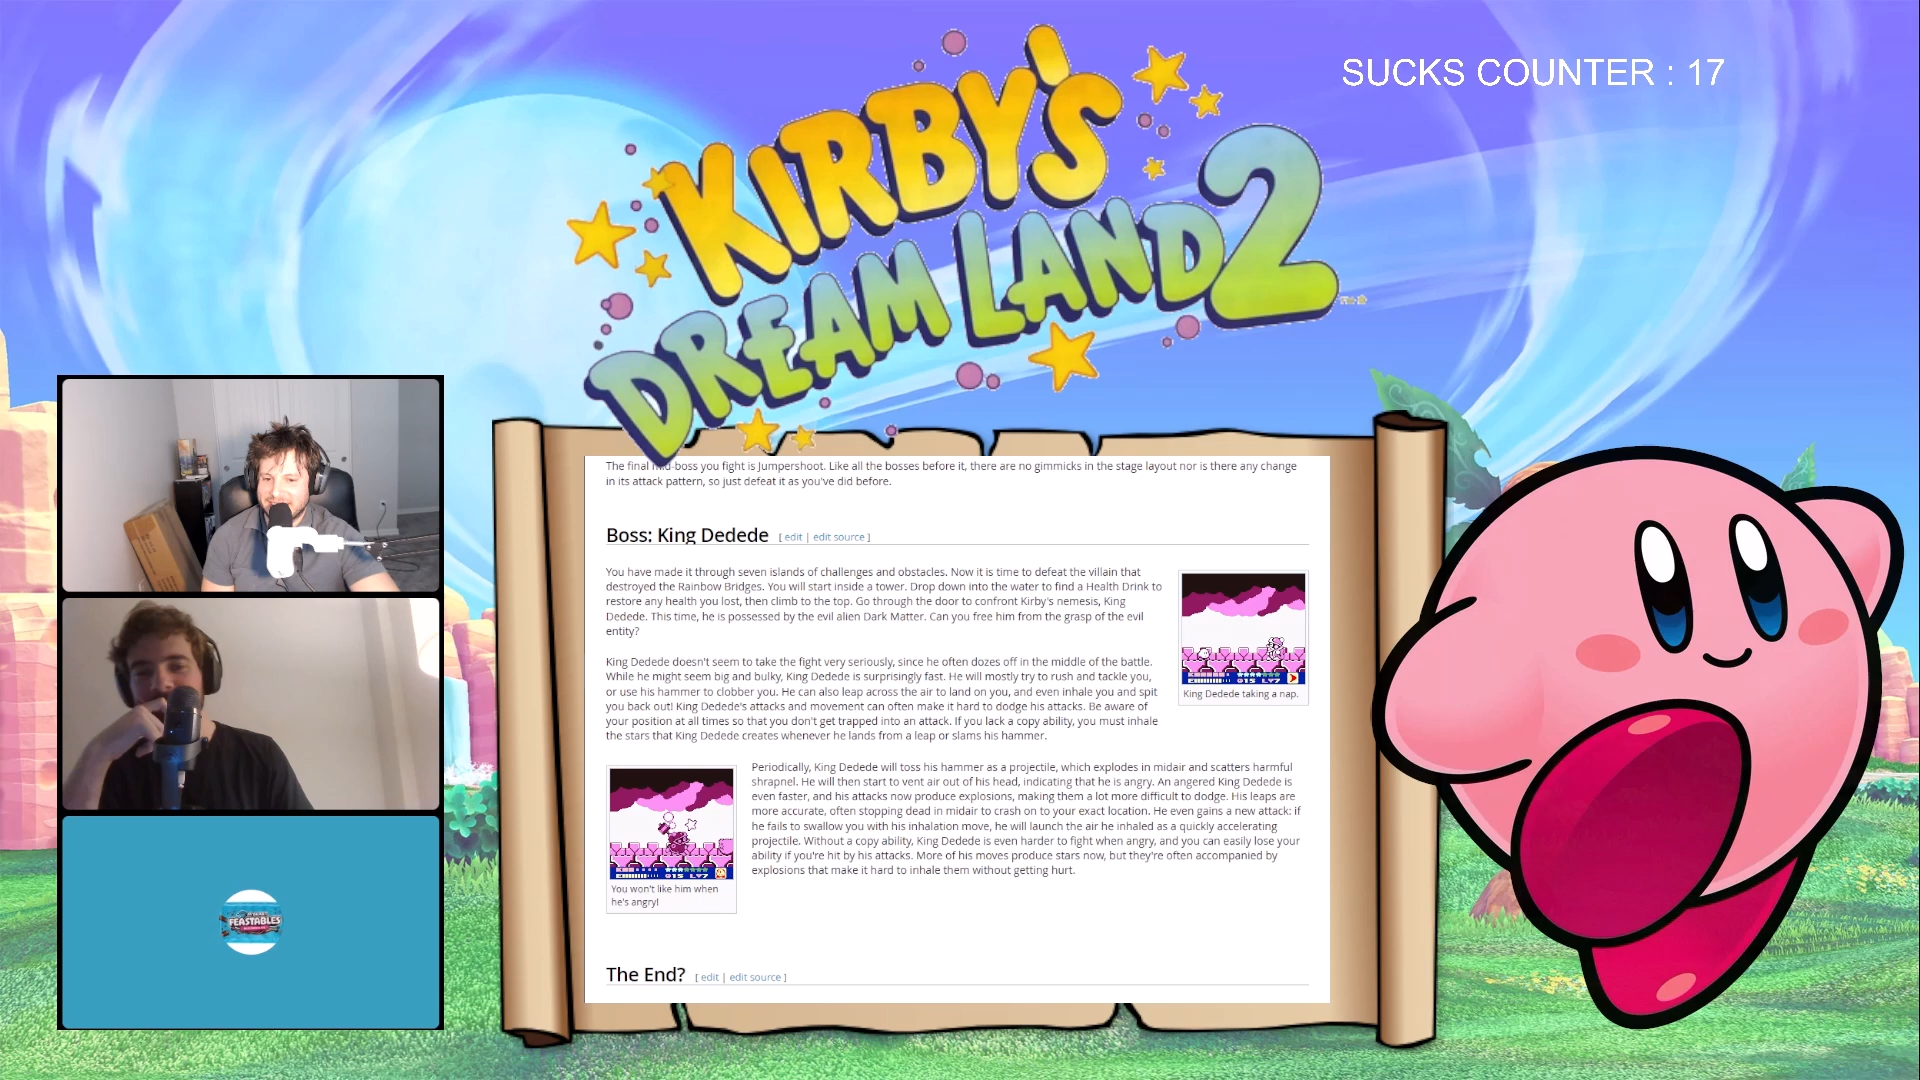 SUCKS COUNTER : 17
KIRBY'S
DREAM LAND 2
The final mid-boss you fight is Jumpershoot. Like all the bosses before it, there are no gimmicks in the stage layout nor is there any change
in its attack pattern, so just defeat it as you've did before.
Boss: King Dedede [ edit | edit source ]
You have made it through seven islands of challenges and obstacles. Now it is time to defeat the villain that
destroyed the Rainbow Bridges. You will start inside a tower. Drop down into the water to find a Health Drink to
restore any health you lost, then climb to the top. Go through the door to confront Kirby's nemesis, King
Dedede. This time, he is possessed by the evil alien Dark Matter. Can you free him from the grasp of the evil
entity?
King Dedede taking a nap.
King Dedede doesn't seem to take the fight very seriously, since he often dozes off in the middle of the battle.
While he might seem big and bulky, King Dedede is surprisingly fast. He will mostly try to rush and tackle you,
or use his hammer to clobber you. He can also leap across the air to land on you, and even inhale you and spit
you back out! King Dedede's attacks and movement can often make it hard to dodge his attacks. Be aware of
your position at all times so that you don't get trapped into an attack. If you lack a copy ability, you must inhale
the stars that King Dedede creates whenever he lands from a leap or slams his hammer.
Periodically, King Dedede will toss his hammer as a projectile, which explodes in midair and scatters harmful
shrapnel. He will then start to vent air out of his head, indicating that he is angry. An angered King Dedede is
even faster, and his attacks now produce explosions, making them a lot more difficult to dodge. His leaps are
more accurate, often stopping dead in midair to crash on to your exact location. He even gains a new attack: if
he fails to swallow you with his inhalation move, he will launch the air he inhaled as a quickly accelerating
projectile. Without a copy ability, King Dedede is even harder to fight when angry, and you can easily lose your
ability if you're hit by his attacks. More of his moves produce stars now, but they're often accompanied by
explosions that make it hard to inhale them without getting hurt.
You won't like him when
he's angry!
FEASTABLES
The End? [ edit | edit source ]